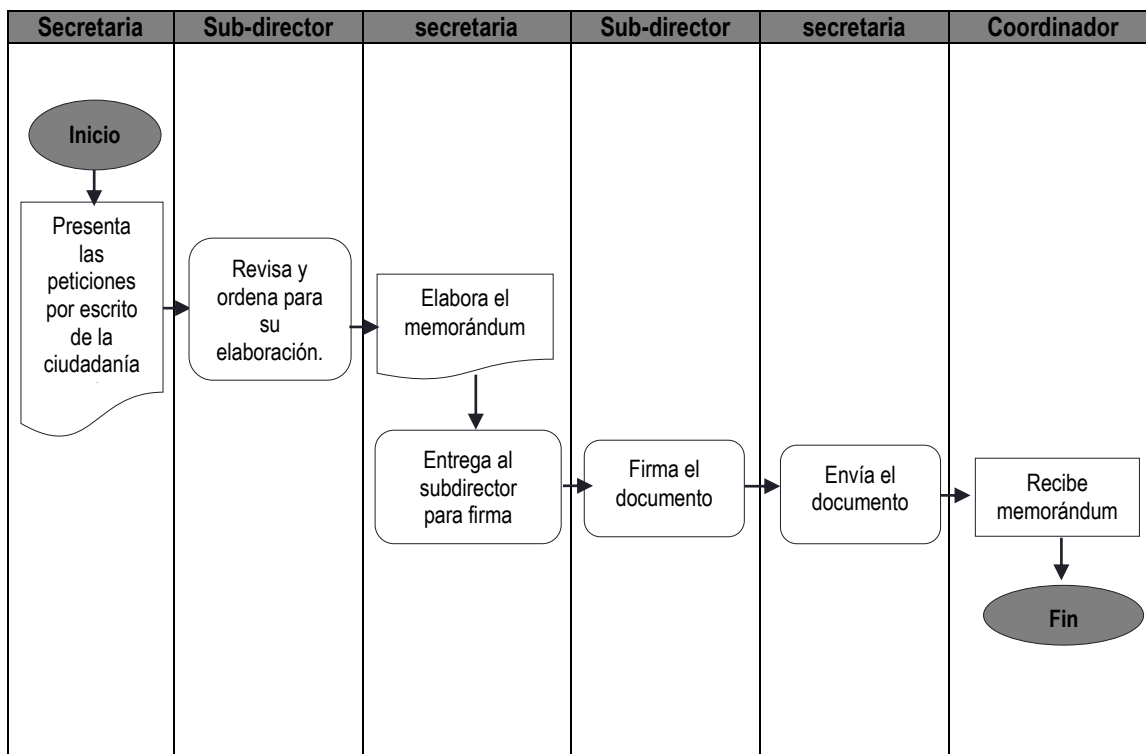 Secretaria
Sub-director
secretaria
Sub-director
secretaria
Coordinador
Inicio
Presenta
las
peticiones
por escrito
de la
ciudadanía
Revisa y
ordena para
su
elaboración.
Elabora el
memorándum
Entrega al
subdirector
para firma
Firma el
documento
Envía el
documento
Recibe
memorándum
Fin